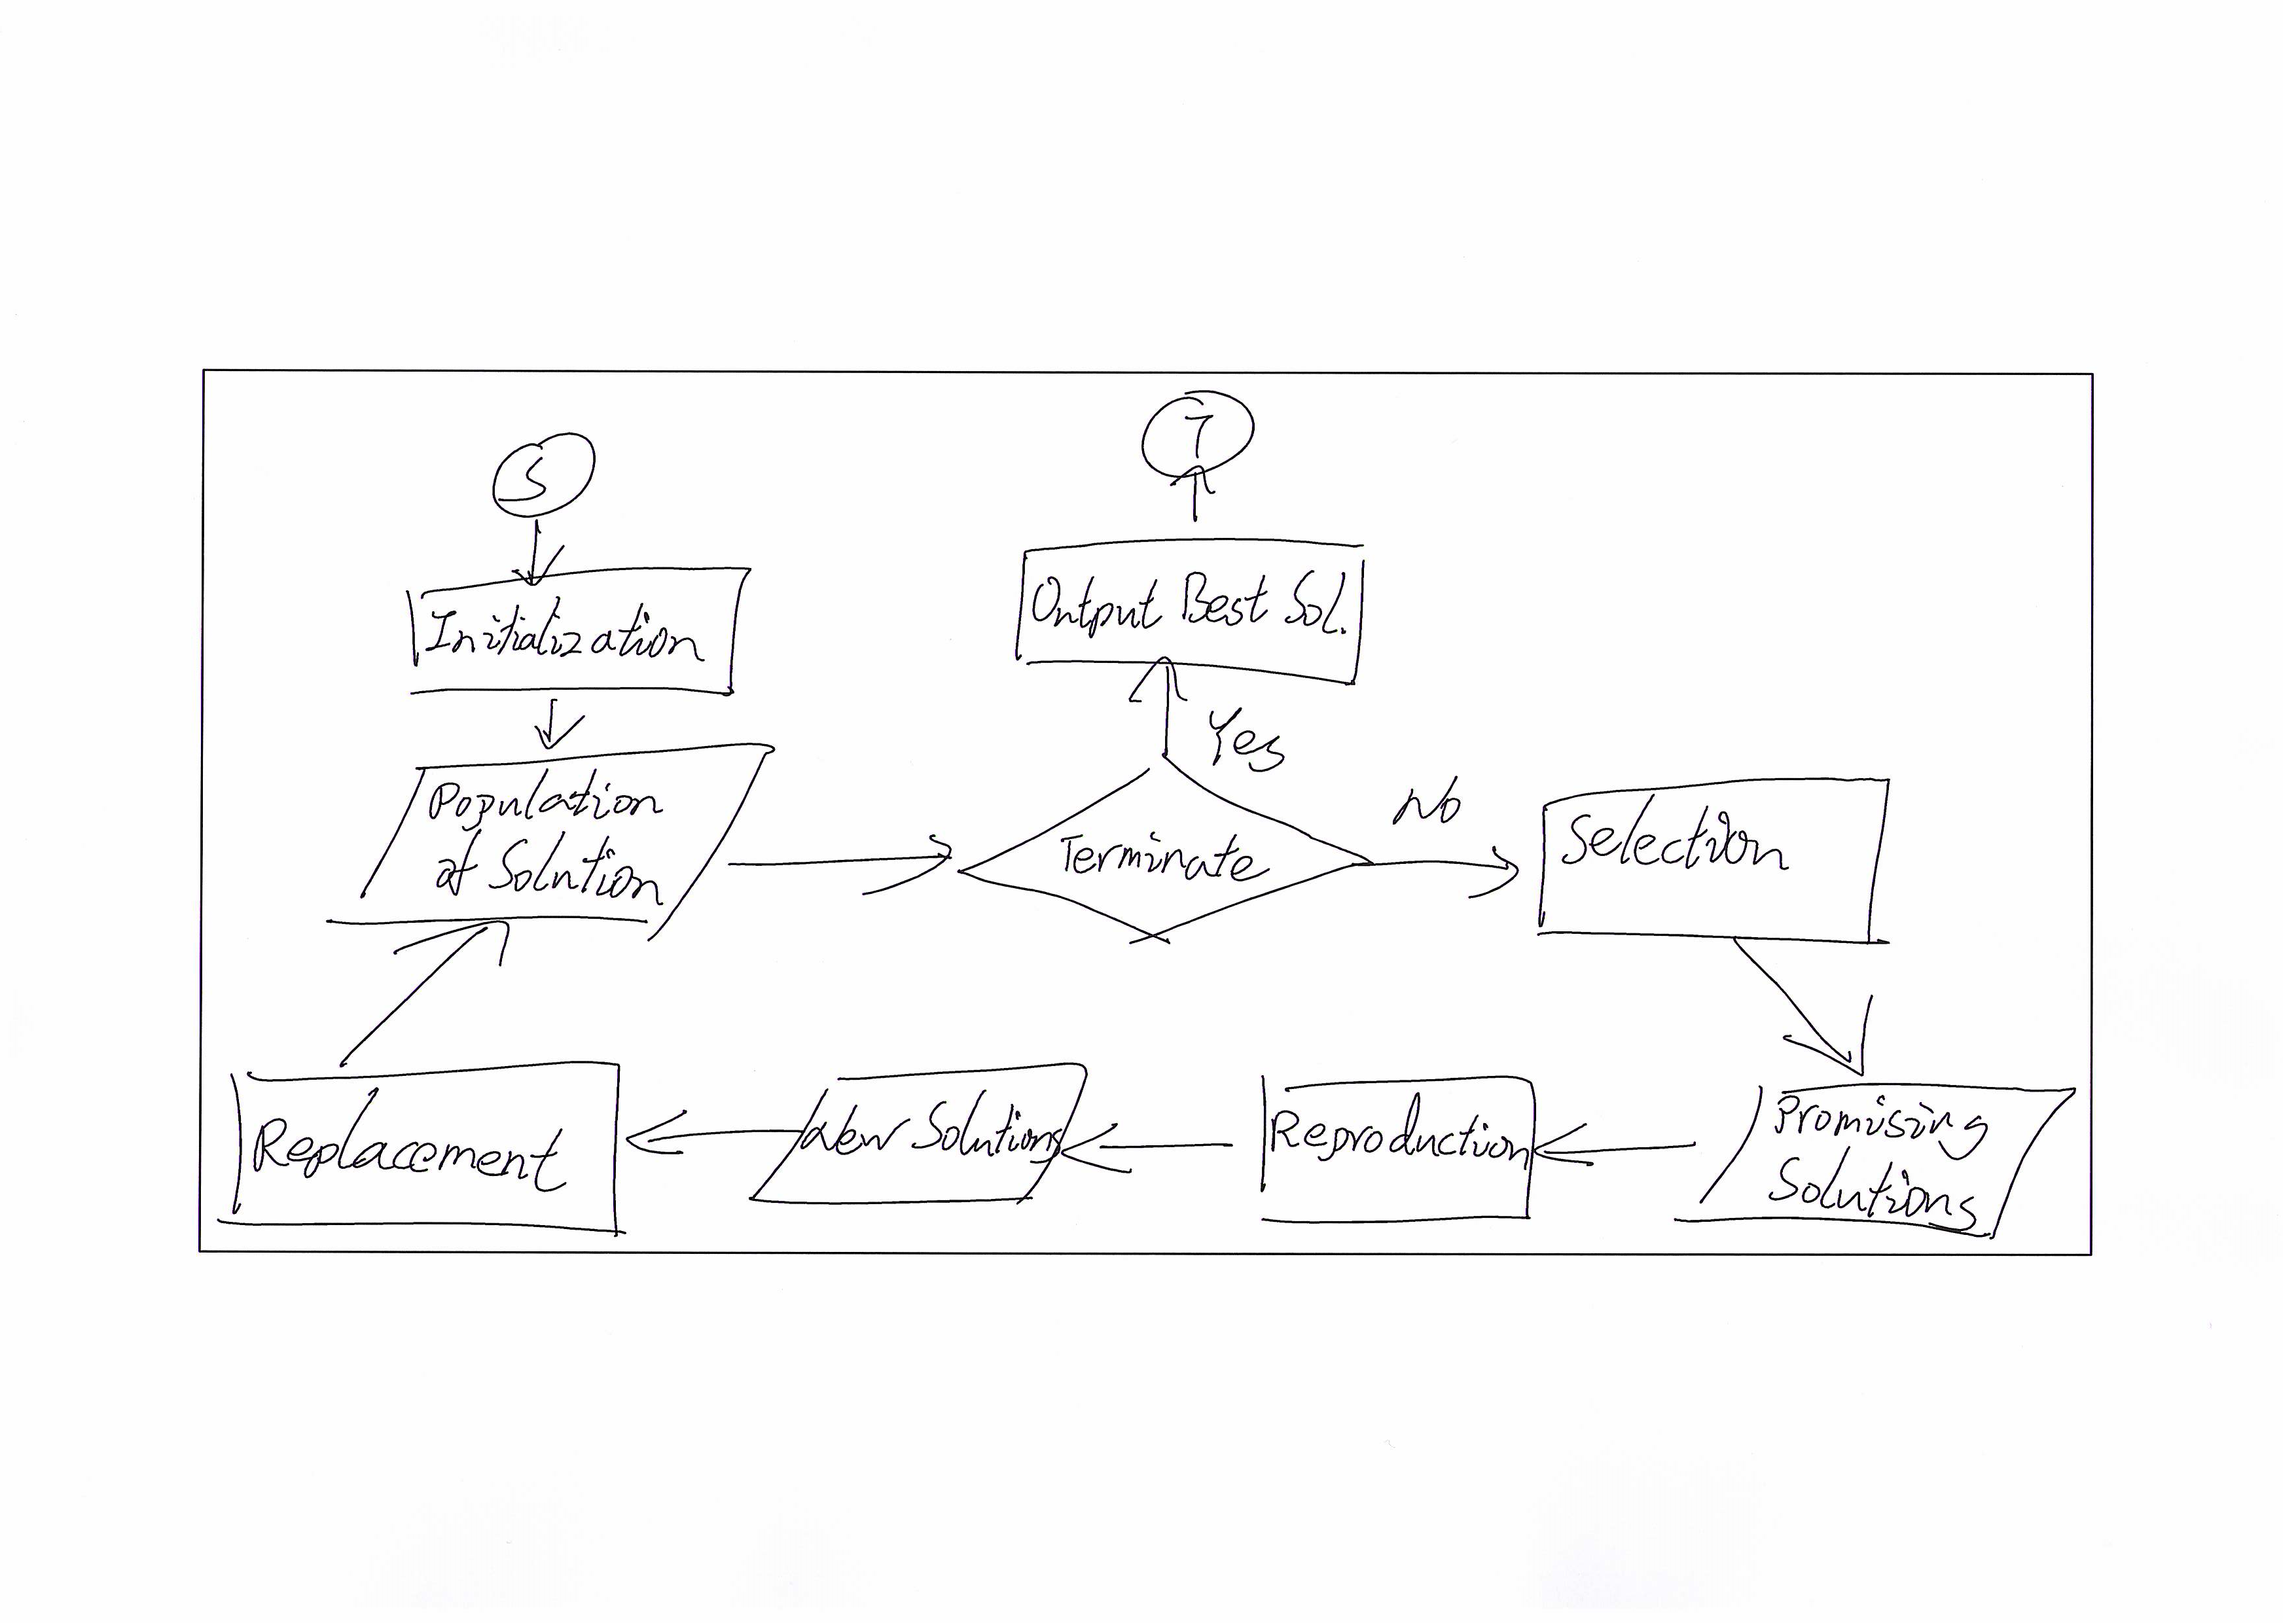 S
Initialization
Population
of Solution
T
Output Best Sol.
Yes
Terminate
No
Selection
Promising
Solutions
Reproduction
New Solutions
Replacement